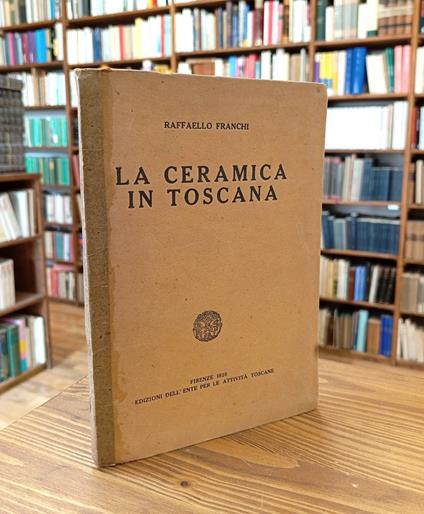 RAFFAELLO FRANCHI
LA CERAMICA
IN TOSCANA
FIRENZE 1928
EDIZIONI DELL'ENTE PER LE ATTIVITÀ TOSCANE